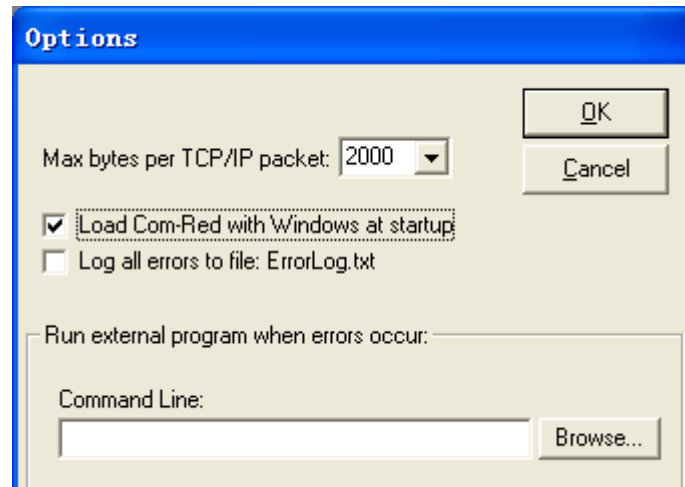 Options
OK
Max bytes per TCP/IP packet: 2000
Cancel
Load Com-Red with Windows at startup
Log all errors to file: ErrorLog.txt
Run external program when errors occur:
Command Line:
Browse...